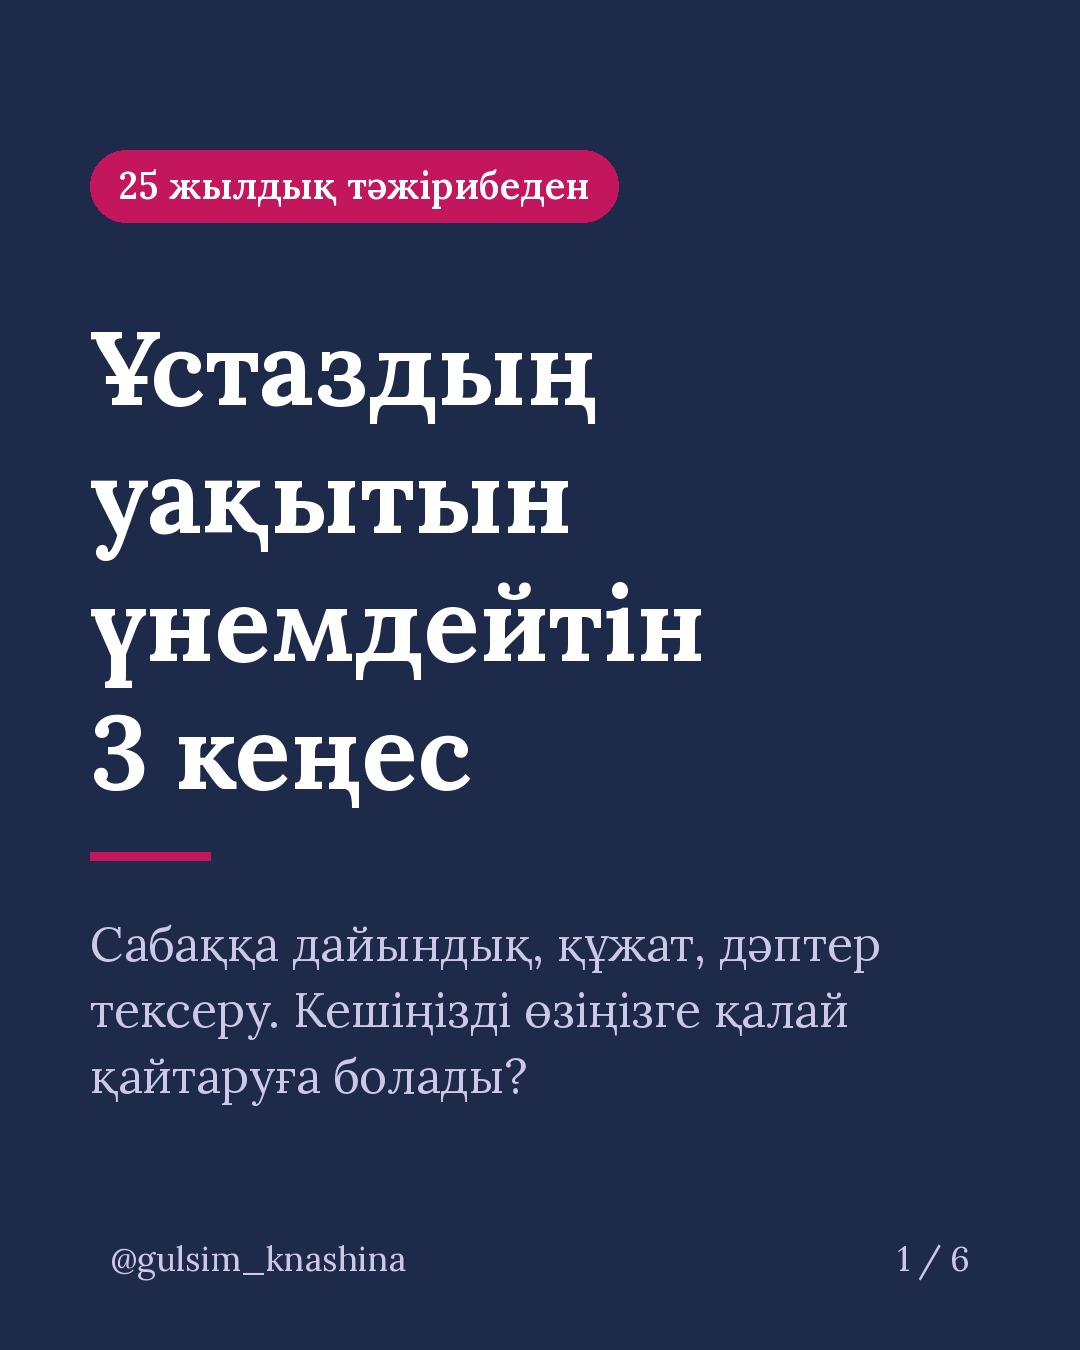 25 жылдық тәжірибеден
Ұстаздың
уақытын
үнемдейтін
3 кеңес
Сабаққа дайындық, құжат, дәптер
тексеру. Кешіңізді өзіңізге қалай
қайтаруға болады?
@gulsim_knashina
1 / 6